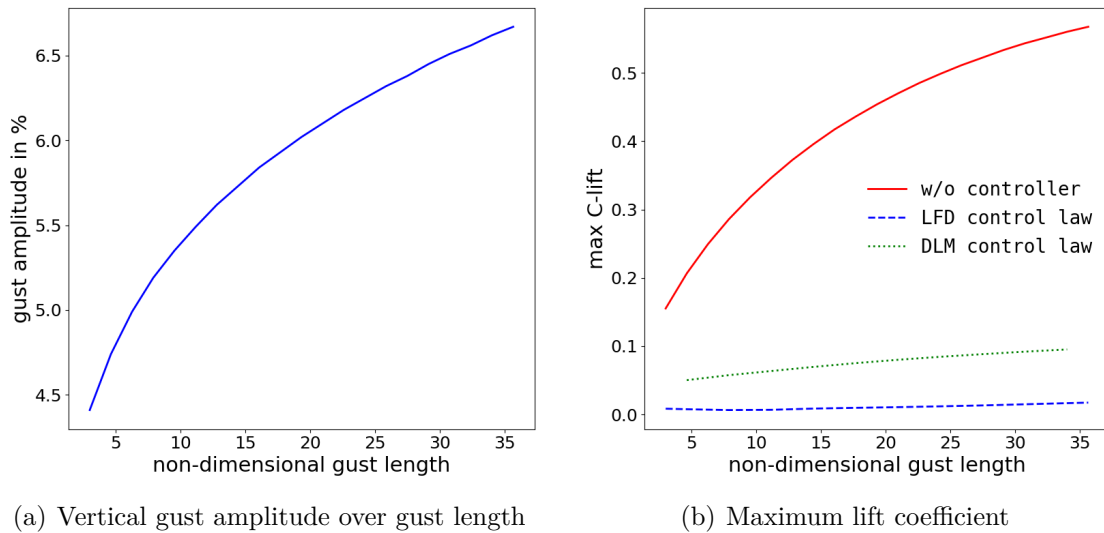 6.5
6.0
5.5
5.0
4.5
gust amplitude in %
5 10 15 20 25 30 35
non-dimensional gust length
(a) Vertical gust amplitude over gust length
0.5
0.4
0.3
0.2
0.1
0.0
max C-lift
w/o controller
LFD control law
DLM control law
5 10 15 20 25 30 35
non-dimensional gust length
(b) Maximum lift coefficient